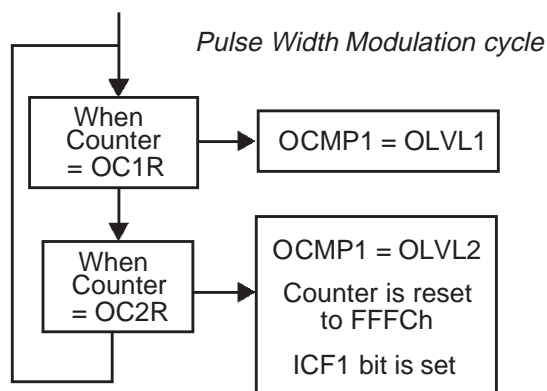 Pulse Width Modulation cycle
When
Counter
= OC1R
OCMP1 = OLVL1
When
Counter
= OC2R
OCMP1 = OLVL2
Counter is reset
to FFFCh
ICF1 bit is set